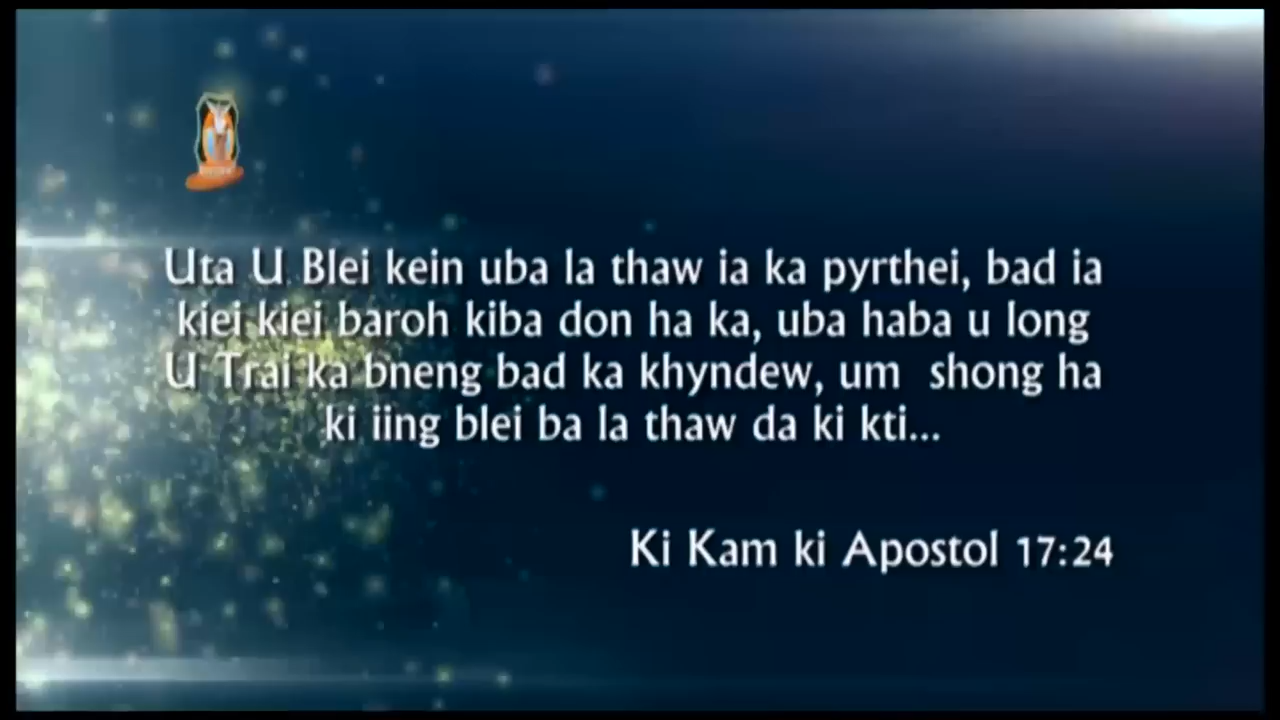 Uta U Blei kein uba la thaw ia ka pyrthei, bad ia
kiei kiei baroh kiba don ha ka, uba haba u long
U Trai ka bneng bad ka khyndew, um  shong ha
ki iing blei ba la thaw da ki kti...
Ki Kam ki Apostol 17:24